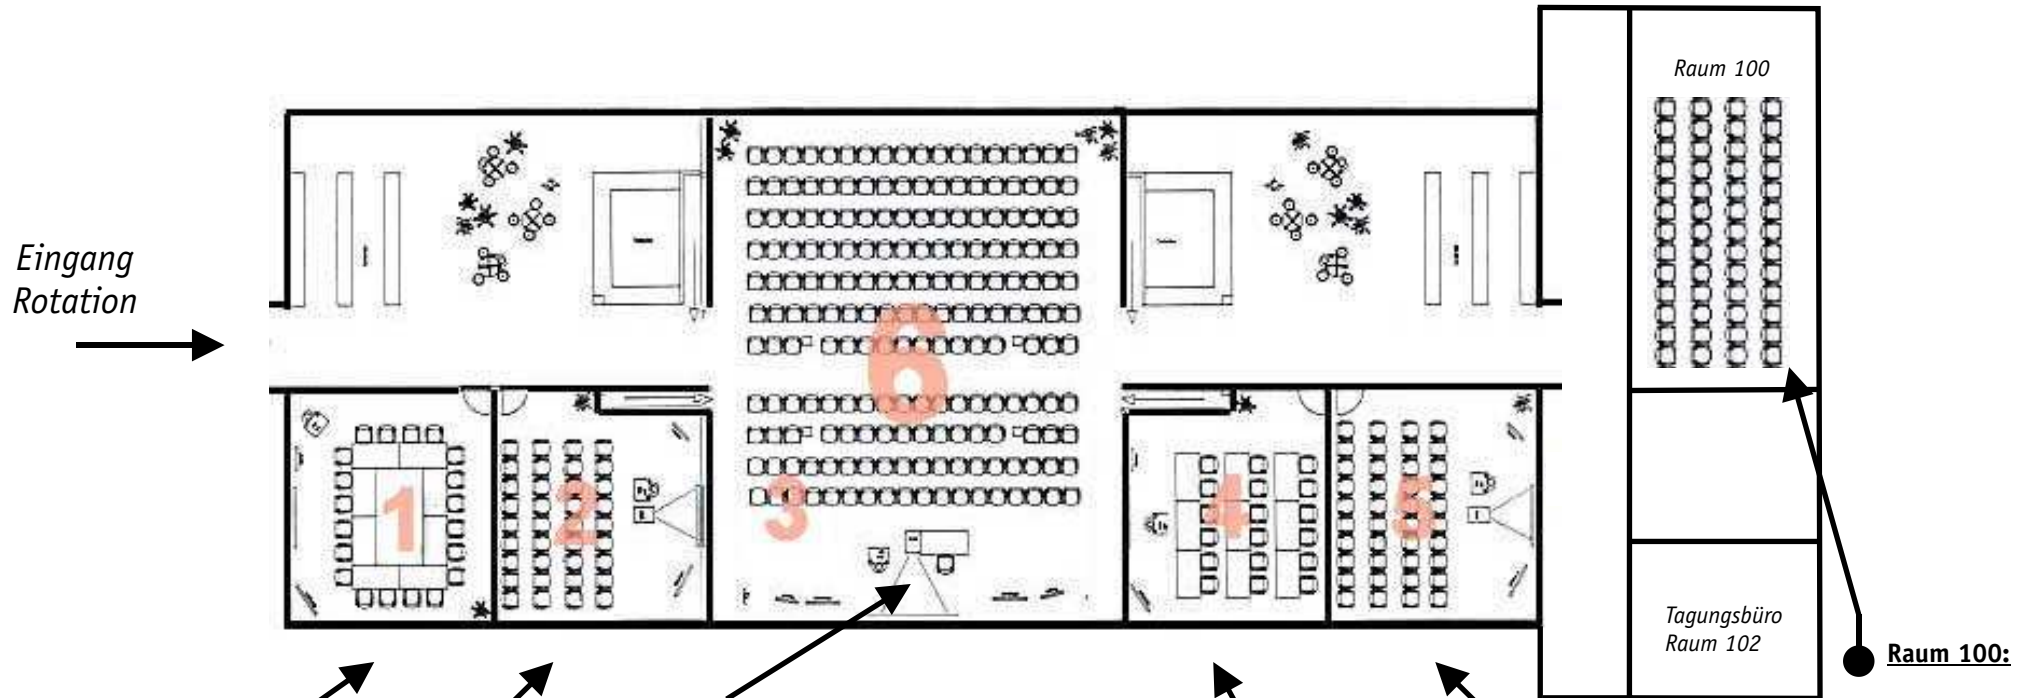 Raum 100
Eingang
Rotation
6
1
2
3
4
5
Tagungsbüro
Raum 102
Raum 100: